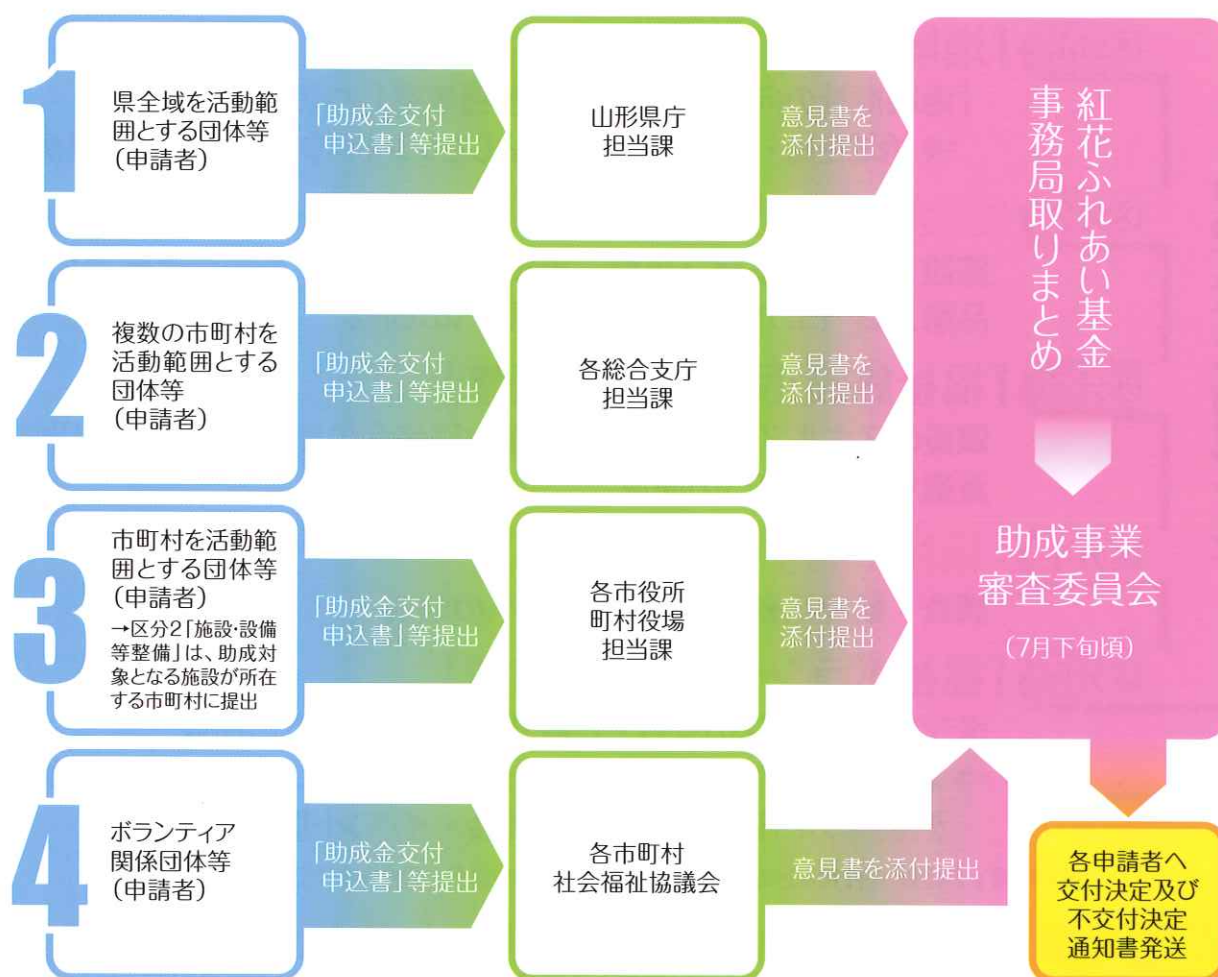 1
県全域を活動範
囲とする団体等
(申請者)
「助成金交付
申込書」等提出
山形県庁
担当課
意見書を
添付提出
2
複数の市町村を
活動範囲とする
団体等
(申請者)
「助成金交付
申込書」等提出
各総合支庁
担当課
意見書を
添付提出
3
市町村を活動範
囲とする団体等
(申請者)
→区分2「施設・設備
等整備」は、助成対
象となる施設が所在
する市町村に提出
「助成金交付
申込書」等提出
各市役所
町村役場
担当課
意見書を
添付提出
4
ボランティア
関係団体等
(申請者)
「助成金交付
申込書」等提出
各市町村
社会福祉協議会
意見書を添付提出
紅花ふれあい基金
事務局取りまとめ
助成事業
審査委員会
(7月下旬頃)
各申請者へ
交付決定及び
不交付決定
通知書発送